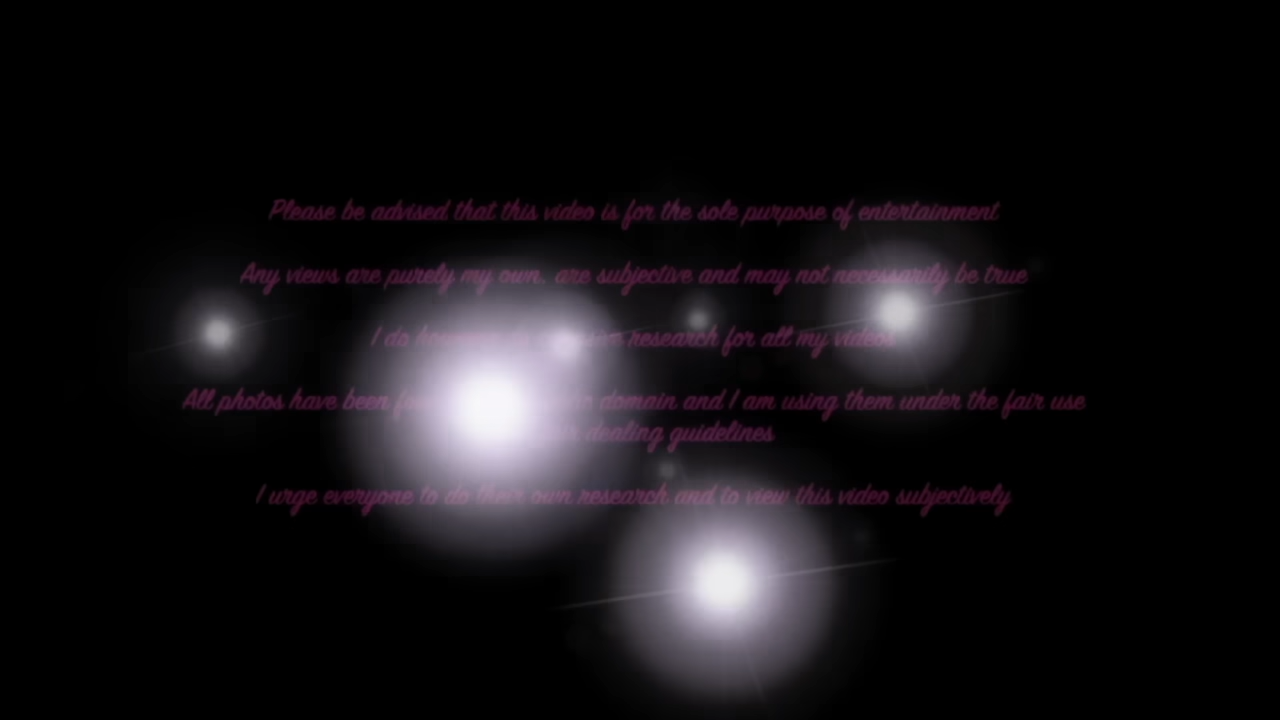 Please be advised that this video is for the sole purpose of entertainment
Any views are purely my own. are subjective and may not necessarily be true
I do research for all my videos
All photos have been domain and I am using them under the fair use
dealing guidelines
I urge everyone to do their own research and to view this video subjectively